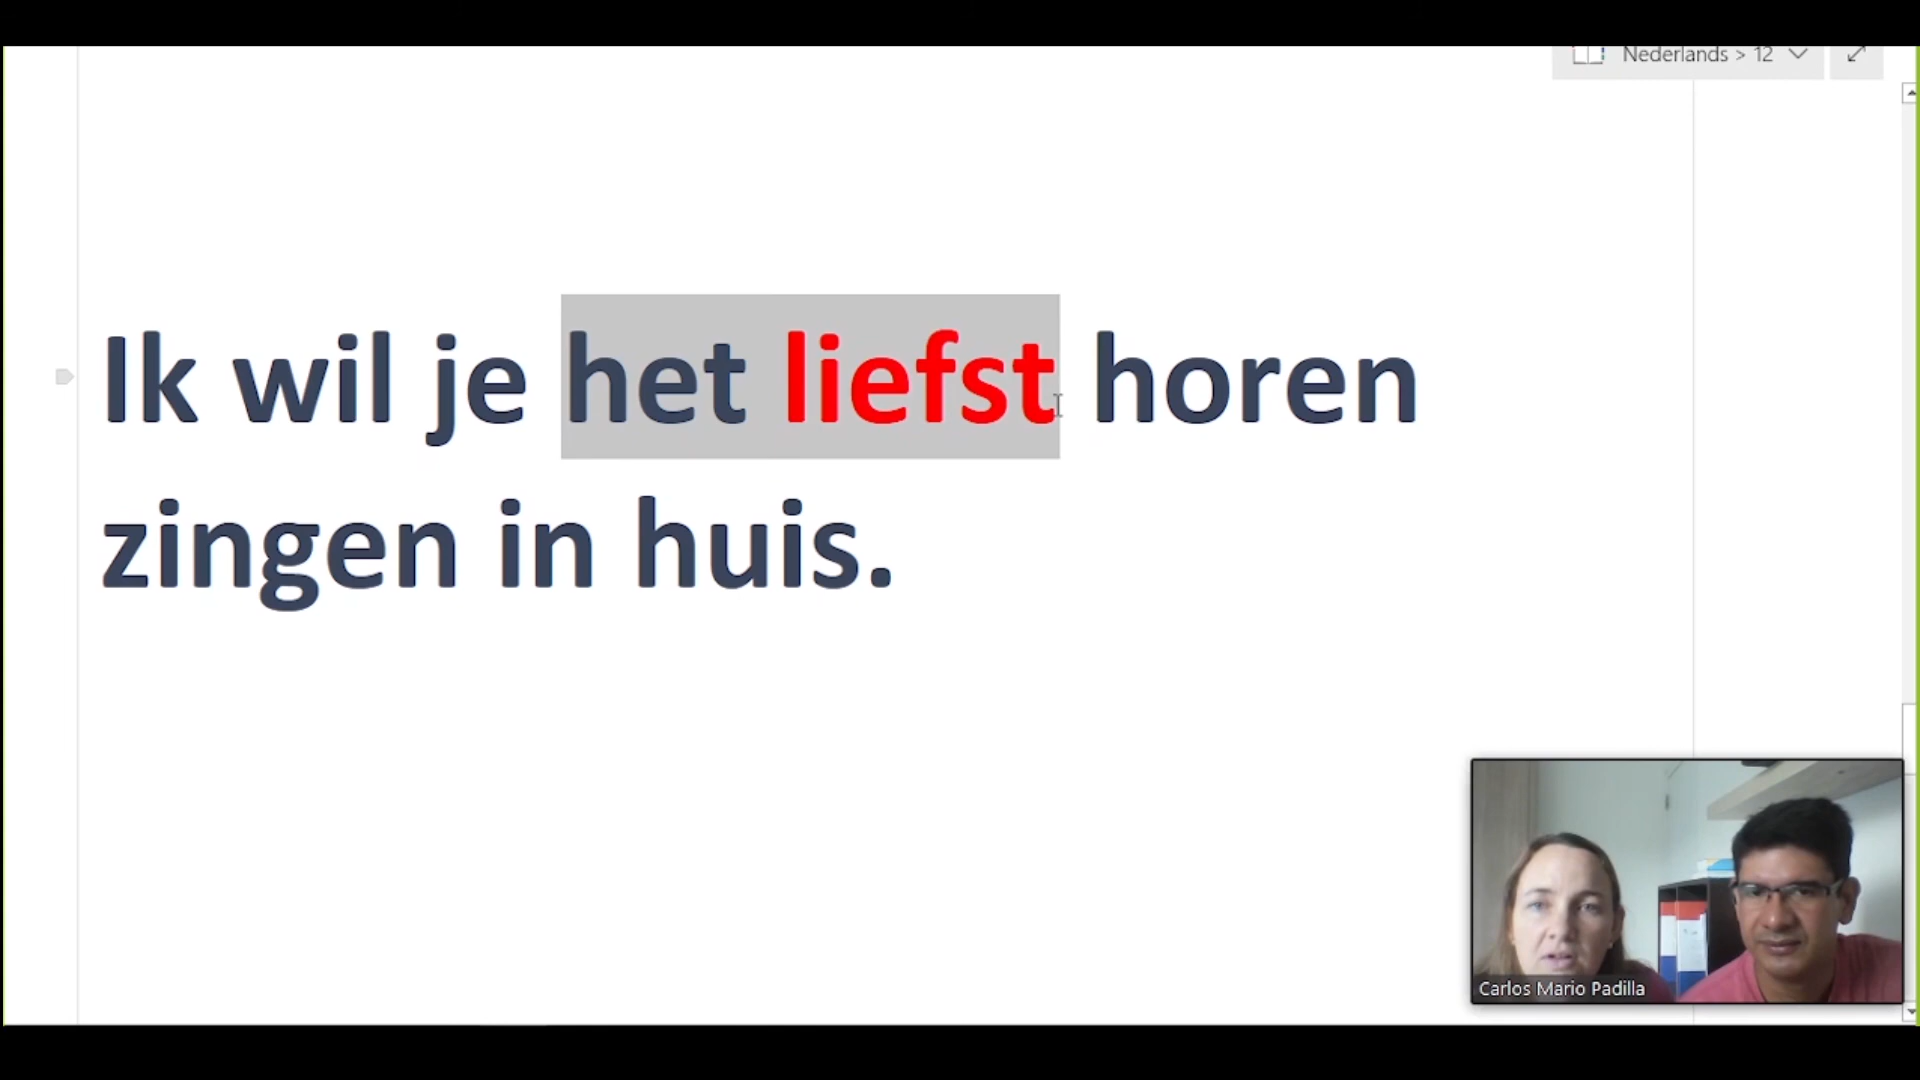 Nederlands > 12
Ik wil je het liefst horen
zingen in huis.
Carlos Mario Padilla